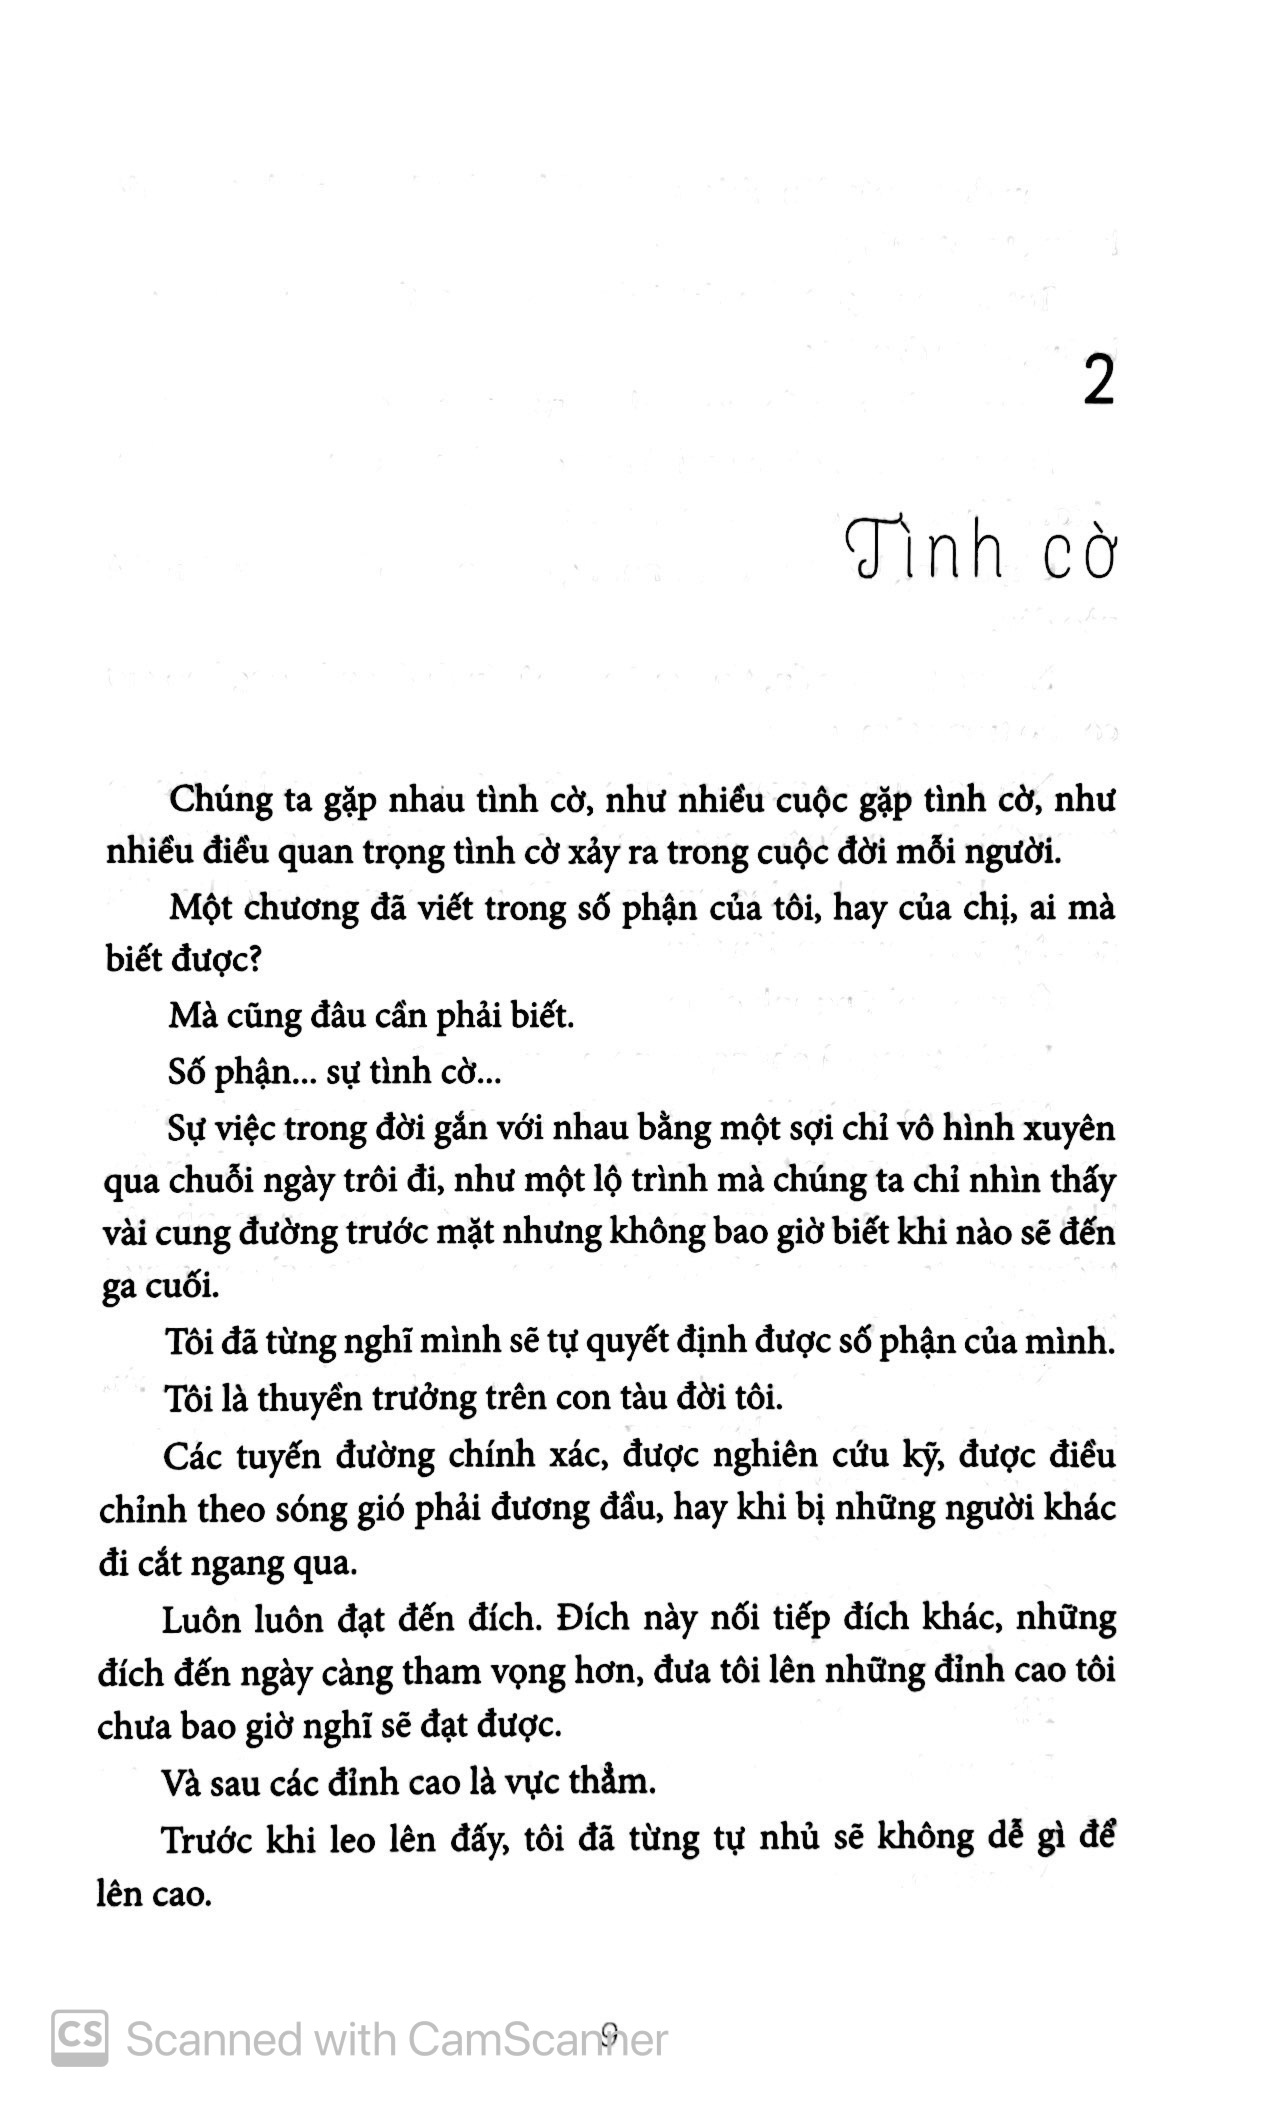 2
Tình cờ
Chúng ta gặp nhau tình cờ, như nhiều cuộc gặp tình cờ, như
nhiều điều quan trọng tình cờ xảy ra trong cuộc đời mỗi người.
Một chương đã viết trong số phận của tôi, hay của chị, ai mà
biết được?
Mà cũng đâu cần phải biết.
Số phận... sự tình cờ...
Sự việc trong đời gắn với nhau bằng một sợi chỉ vô hình xuyên
qua chuỗi ngày trôi đi, như một lộ trình mà chúng ta chỉ nhìn thấy
vài cung đường trước mặt nhưng không bao giờ biết khi nào sẽ đến
ga cuối.
Tôi đã từng nghĩ mình sẽ tự quyết định được số phận của mình.
Tôi là thuyền trưởng trên con tàu đời tôi.
Các tuyến đường chính xác, được nghiên cứu kỹ, được điều
chỉnh theo sóng gió phải đương đầu, hay khi bị những người khác
đi cắt ngang qua.
Luôn luôn đạt đến đích. Đích này nối tiếp đích khác, những
đích đến ngày càng tham vọng hơn, đưa tôi lên những đỉnh cao tôi
chưa bao giờ nghĩ sẽ đạt được.
Và sau các đỉnh cao là vực thẳm.
Trước khi leo lên đấy, tôi đã từng tự nhủ sẽ không dễ gì để
lên cao.
9
CS Scanned with CamScanner